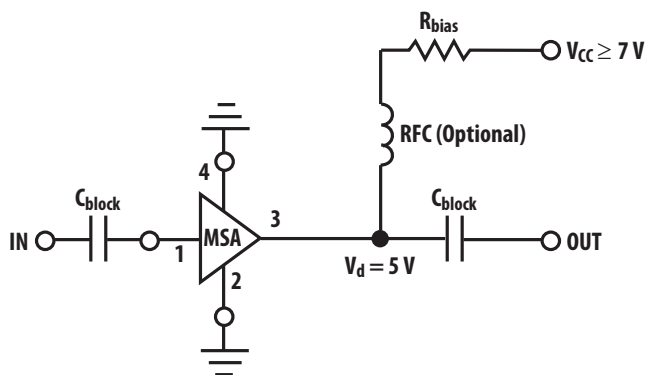 R_bias
V_CC ≥ 7 V
RFC (Optional)
4
C_block
C_block
3
IN
MSA
OUT
1
V_d = 5 V
2